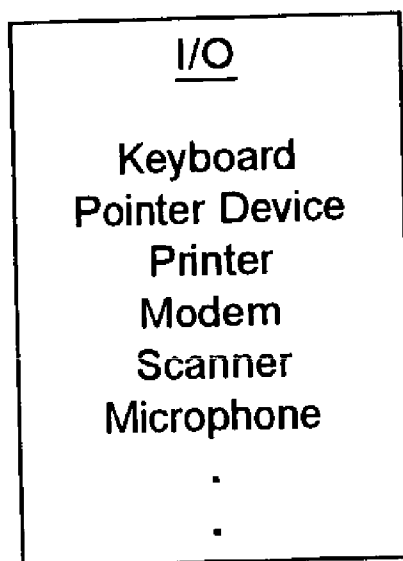 I/O
Keyboard
Pointer Device
Printer
Modem
Scanner
Microphone
.
.